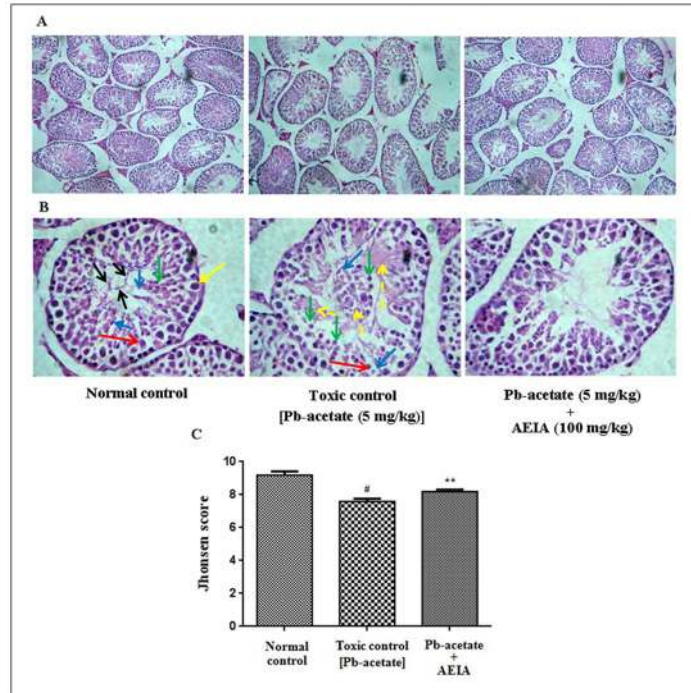 A
B
Normal control
Toxic control
[Pb-acetate (5 mg/kg)]
Pb-acetate (5 mg/kg)
+
AEIA (100 mg/kg)
C
Jhonsen score
10
8
6
4
2
0
#
**
Normal
control
Toxic control
[Pb-acetate]
Pb-acetate
+
AEIA